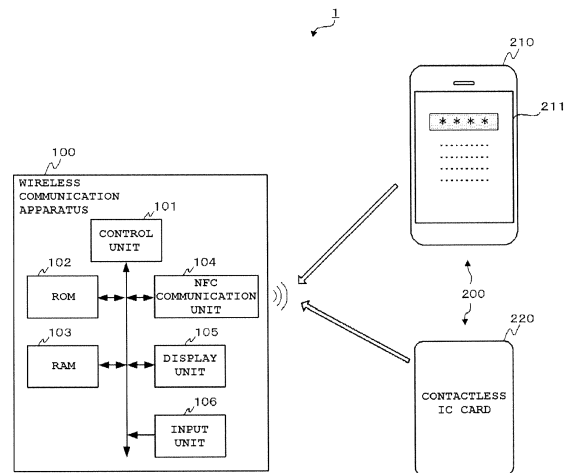 1
210
211
* * * *
100
WIRELESS
COMMUNICATION
APPARATUS
101
CONTROL
UNIT
102
ROM
104
NFC
COMMUNICATION
UNIT
103
RAM
105
DISPLAY
UNIT
106
INPUT
UNIT
200
220
CONTACTLESS
IC CARD